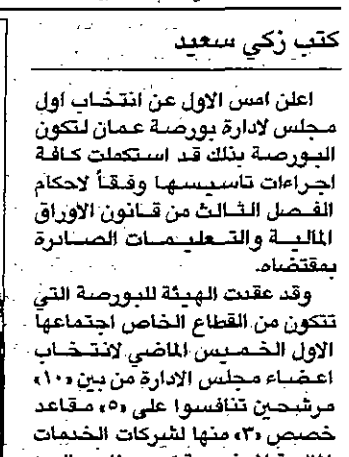 كتب زكي سعيد
اعلن امس الاول عن انتخاب اول
مجلس لادارة بورصة عمان لتكون
البورصة بذلك قد استكملت كافة
اجراءات تاسيسها وفقاً لاحكام
الفصل الثالث من قانون الاوراق
المالية والتعليمات الصادرة
بمقتضاه.
وقد عقدت الهيئة للبورصة التي
تتكون من القطاع الخاص اجتماعها
الاول الخميس الماضي لانتخاب
اعضاء مجلس الادارة من بين «١٠»
مرشحين تنافسوا على «٥» مقاعد
خصص «٣» منها لشركات الخدمات